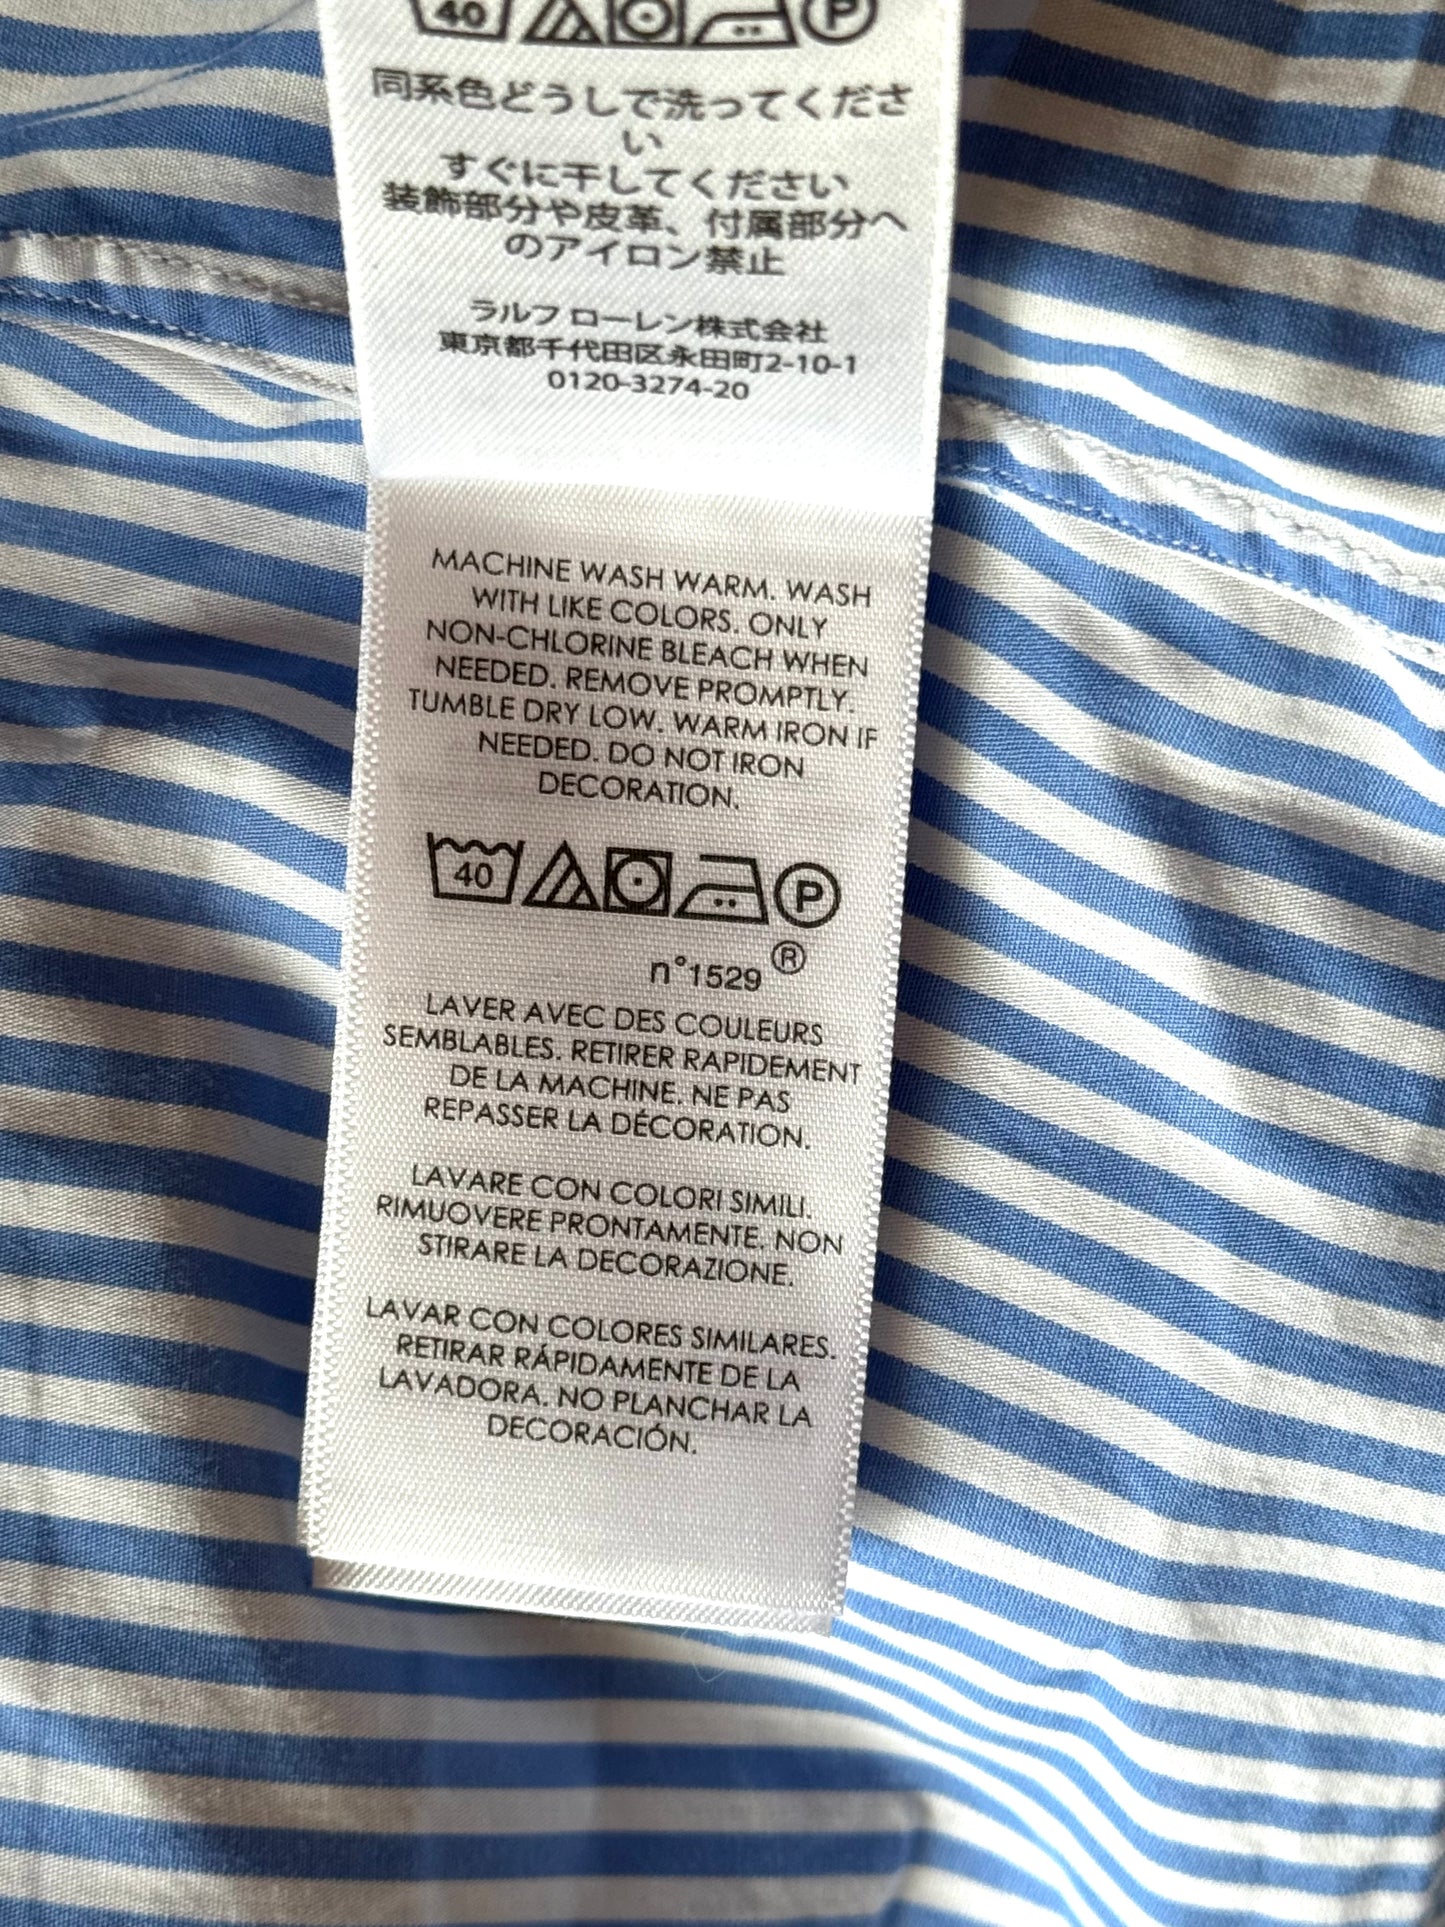 40 P
同系色どうしで洗ってくださ
い
すぐに干してください
装飾部分や皮革、付属部分へ
のアイロン禁止
ラルフ ローレン株式会社
東京都千代田区永田町2-10-1
0120-3274-20
MACHINE WASH WARM. WASH
WITH LIKE COLORS. ONLY
NON-CHLORINE BLEACH WHEN
NEEDED. REMOVE PROMPTLY.
TUMBLE DRY LOW. WARM IRON IF
NEEDED. DO NOT IRON
DECORATION.
40 P
n°1529 ®
LAVER AVEC DES COULEURS
SEMBLABLES. RETIRER RAPIDEMENT
DE LA MACHINE. NE PAS
REPASSER LA DÉCORATION.
LAVARE CON COLORI SIMILI.
RIMUOVERE PRONTAMENTE. NON
STIRARE LA DECORAZIONE.
LAVAR CON COLORES SIMILARES.
RETIRAR RÁPIDAMENTE DE LA
LAVADORA. NO PLANCHAR LA
DECORACIÓN.